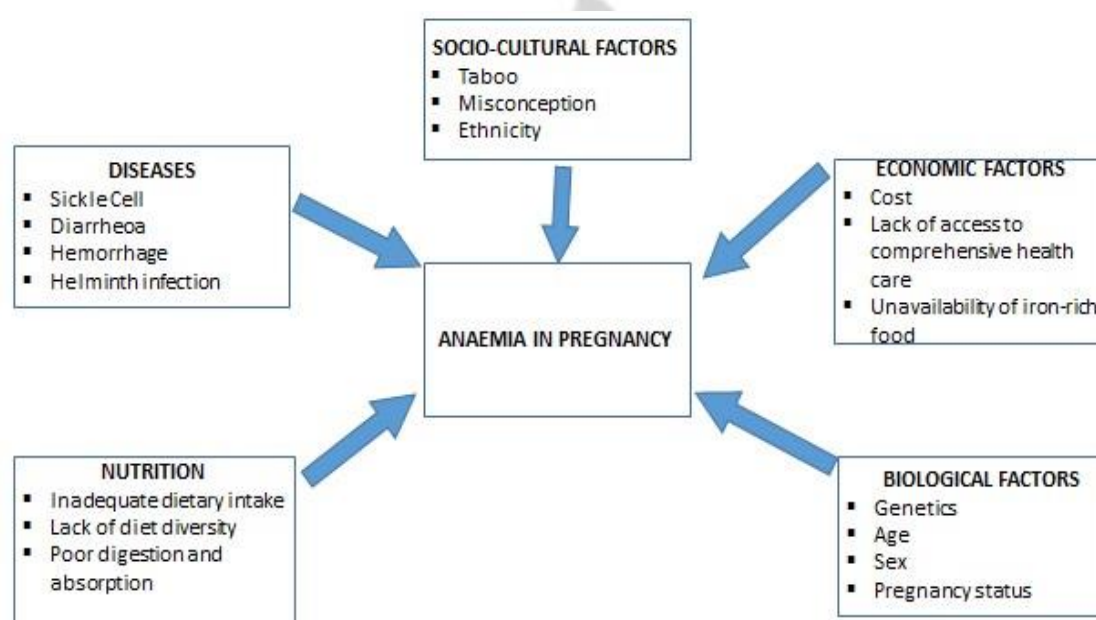 SOCIO-CULTURAL FACTORS
▪ Taboo
▪ Misconception
▪ Ethnicity
DISEASES
▪ Sickle Cell
▪ Diarrheoa
▪ Hemorrhage
▪ Helminth infection
ECONOMIC FACTORS
▪ Cost
▪ Lack of access to
comprehensive health
care
▪ Unavailability of iron-rich
food
ANAEMIA IN PREGNANCY
NUTRITION
▪ Inadequate dietary intake
▪ Lack of diet diversity
▪ Poor digestion and
absorption
BIOLOGICAL FACTORS
▪ Genetics
▪ Age
▪ Sex
▪ Pregnancy status